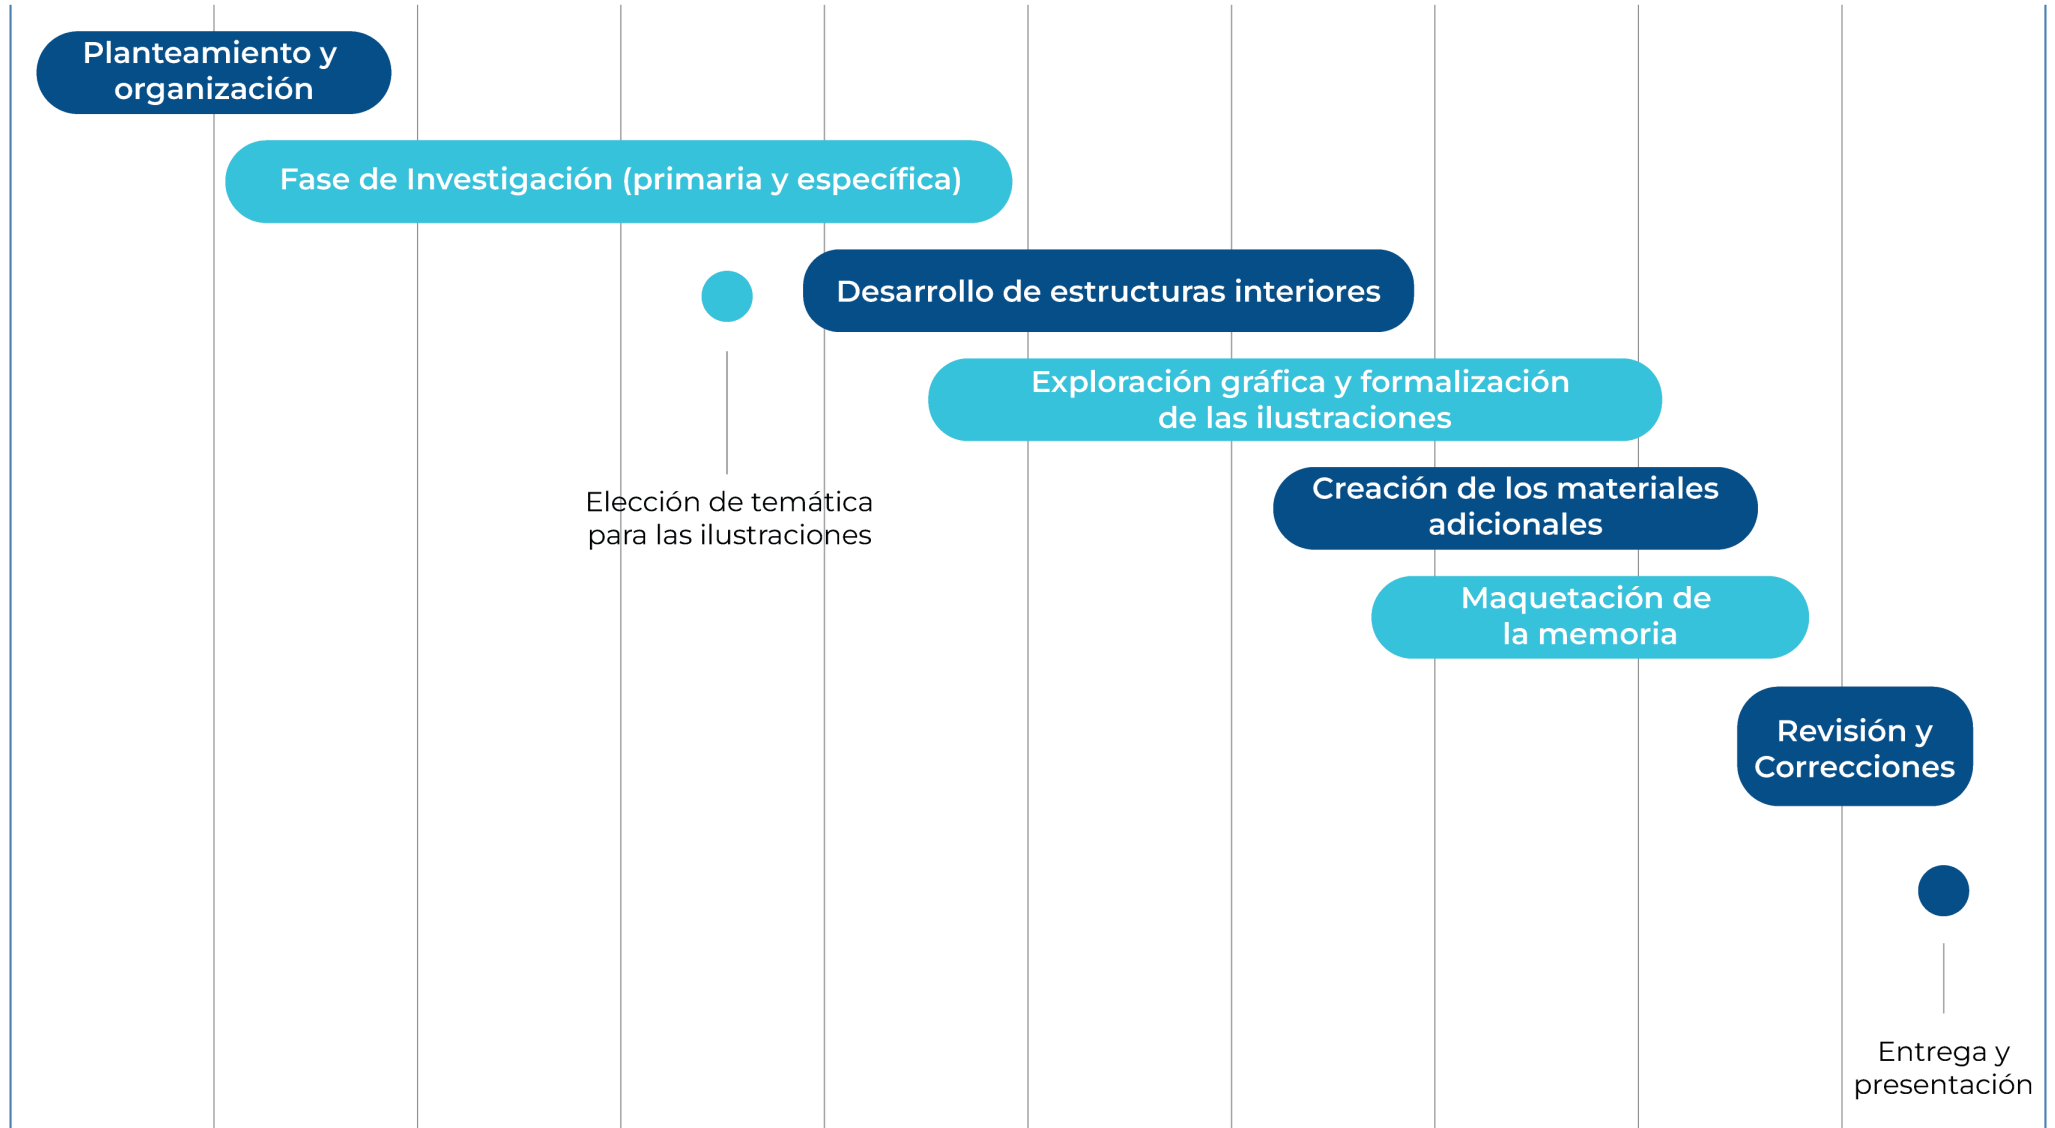 Planteamiento y
organización
Fase de Investigación (primaria y específica)
Desarrollo de estructuras interiores
Exploración gráfica y formalización
de las ilustraciones
Elección de temática
para las ilustraciones
Creación de los materiales
adicionales
Maquetación de
la memoria
Revisión y
Correcciones
Entrega y
presentación